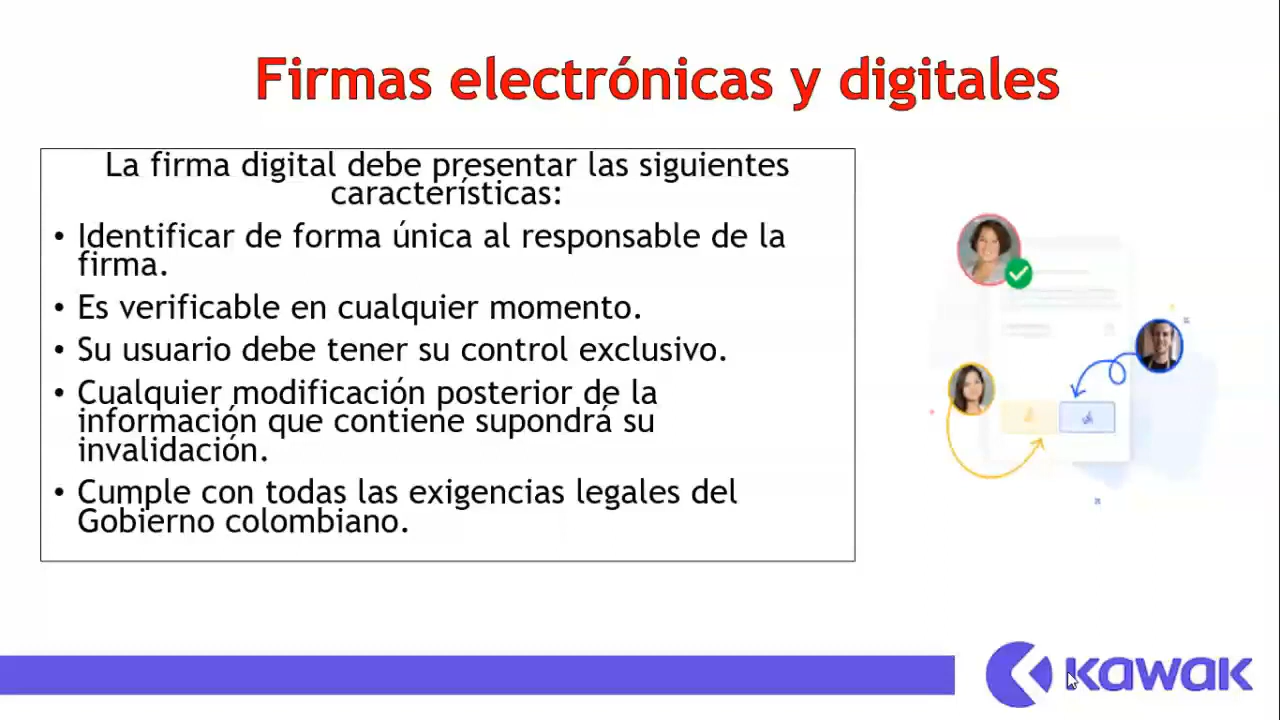 Firmas electrónicas y digitales
La firma digital debe presentar las siguientes
características:
• Identificar de forma única al responsable de la
firma.
• Es verificable en cualquier momento.
• Su usuario debe tener su control exclusivo.
• Cualquier modificación posterior de la
información que contiene supondrá su
invalidación.
• Cumple con todas las exigencias legales del
Gobierno colombiano.
KAWAK